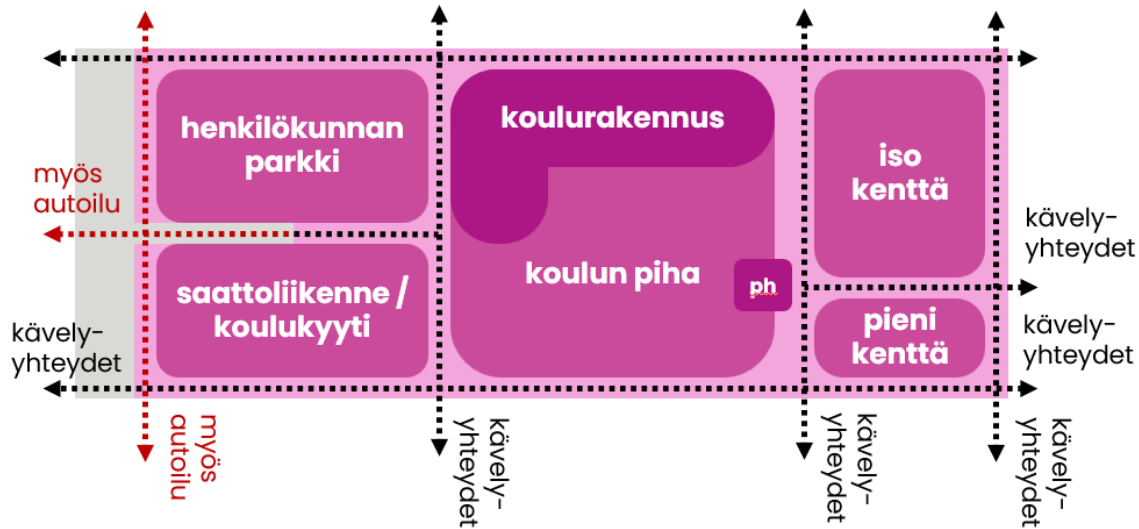 henkilökunnan
parkki
koulurakennus
iso
kenttä
myös
autoilu
kävely-
yhteydet
saattoliikenne /
koulukyyti
koulun piha
ph
kävely-
yhteydet
pieni
kenttä
kävely-
yhteydet
myös
autoilu
kävely-
yhteydet
kävely-
yhteydet
kävely-
yhteydet